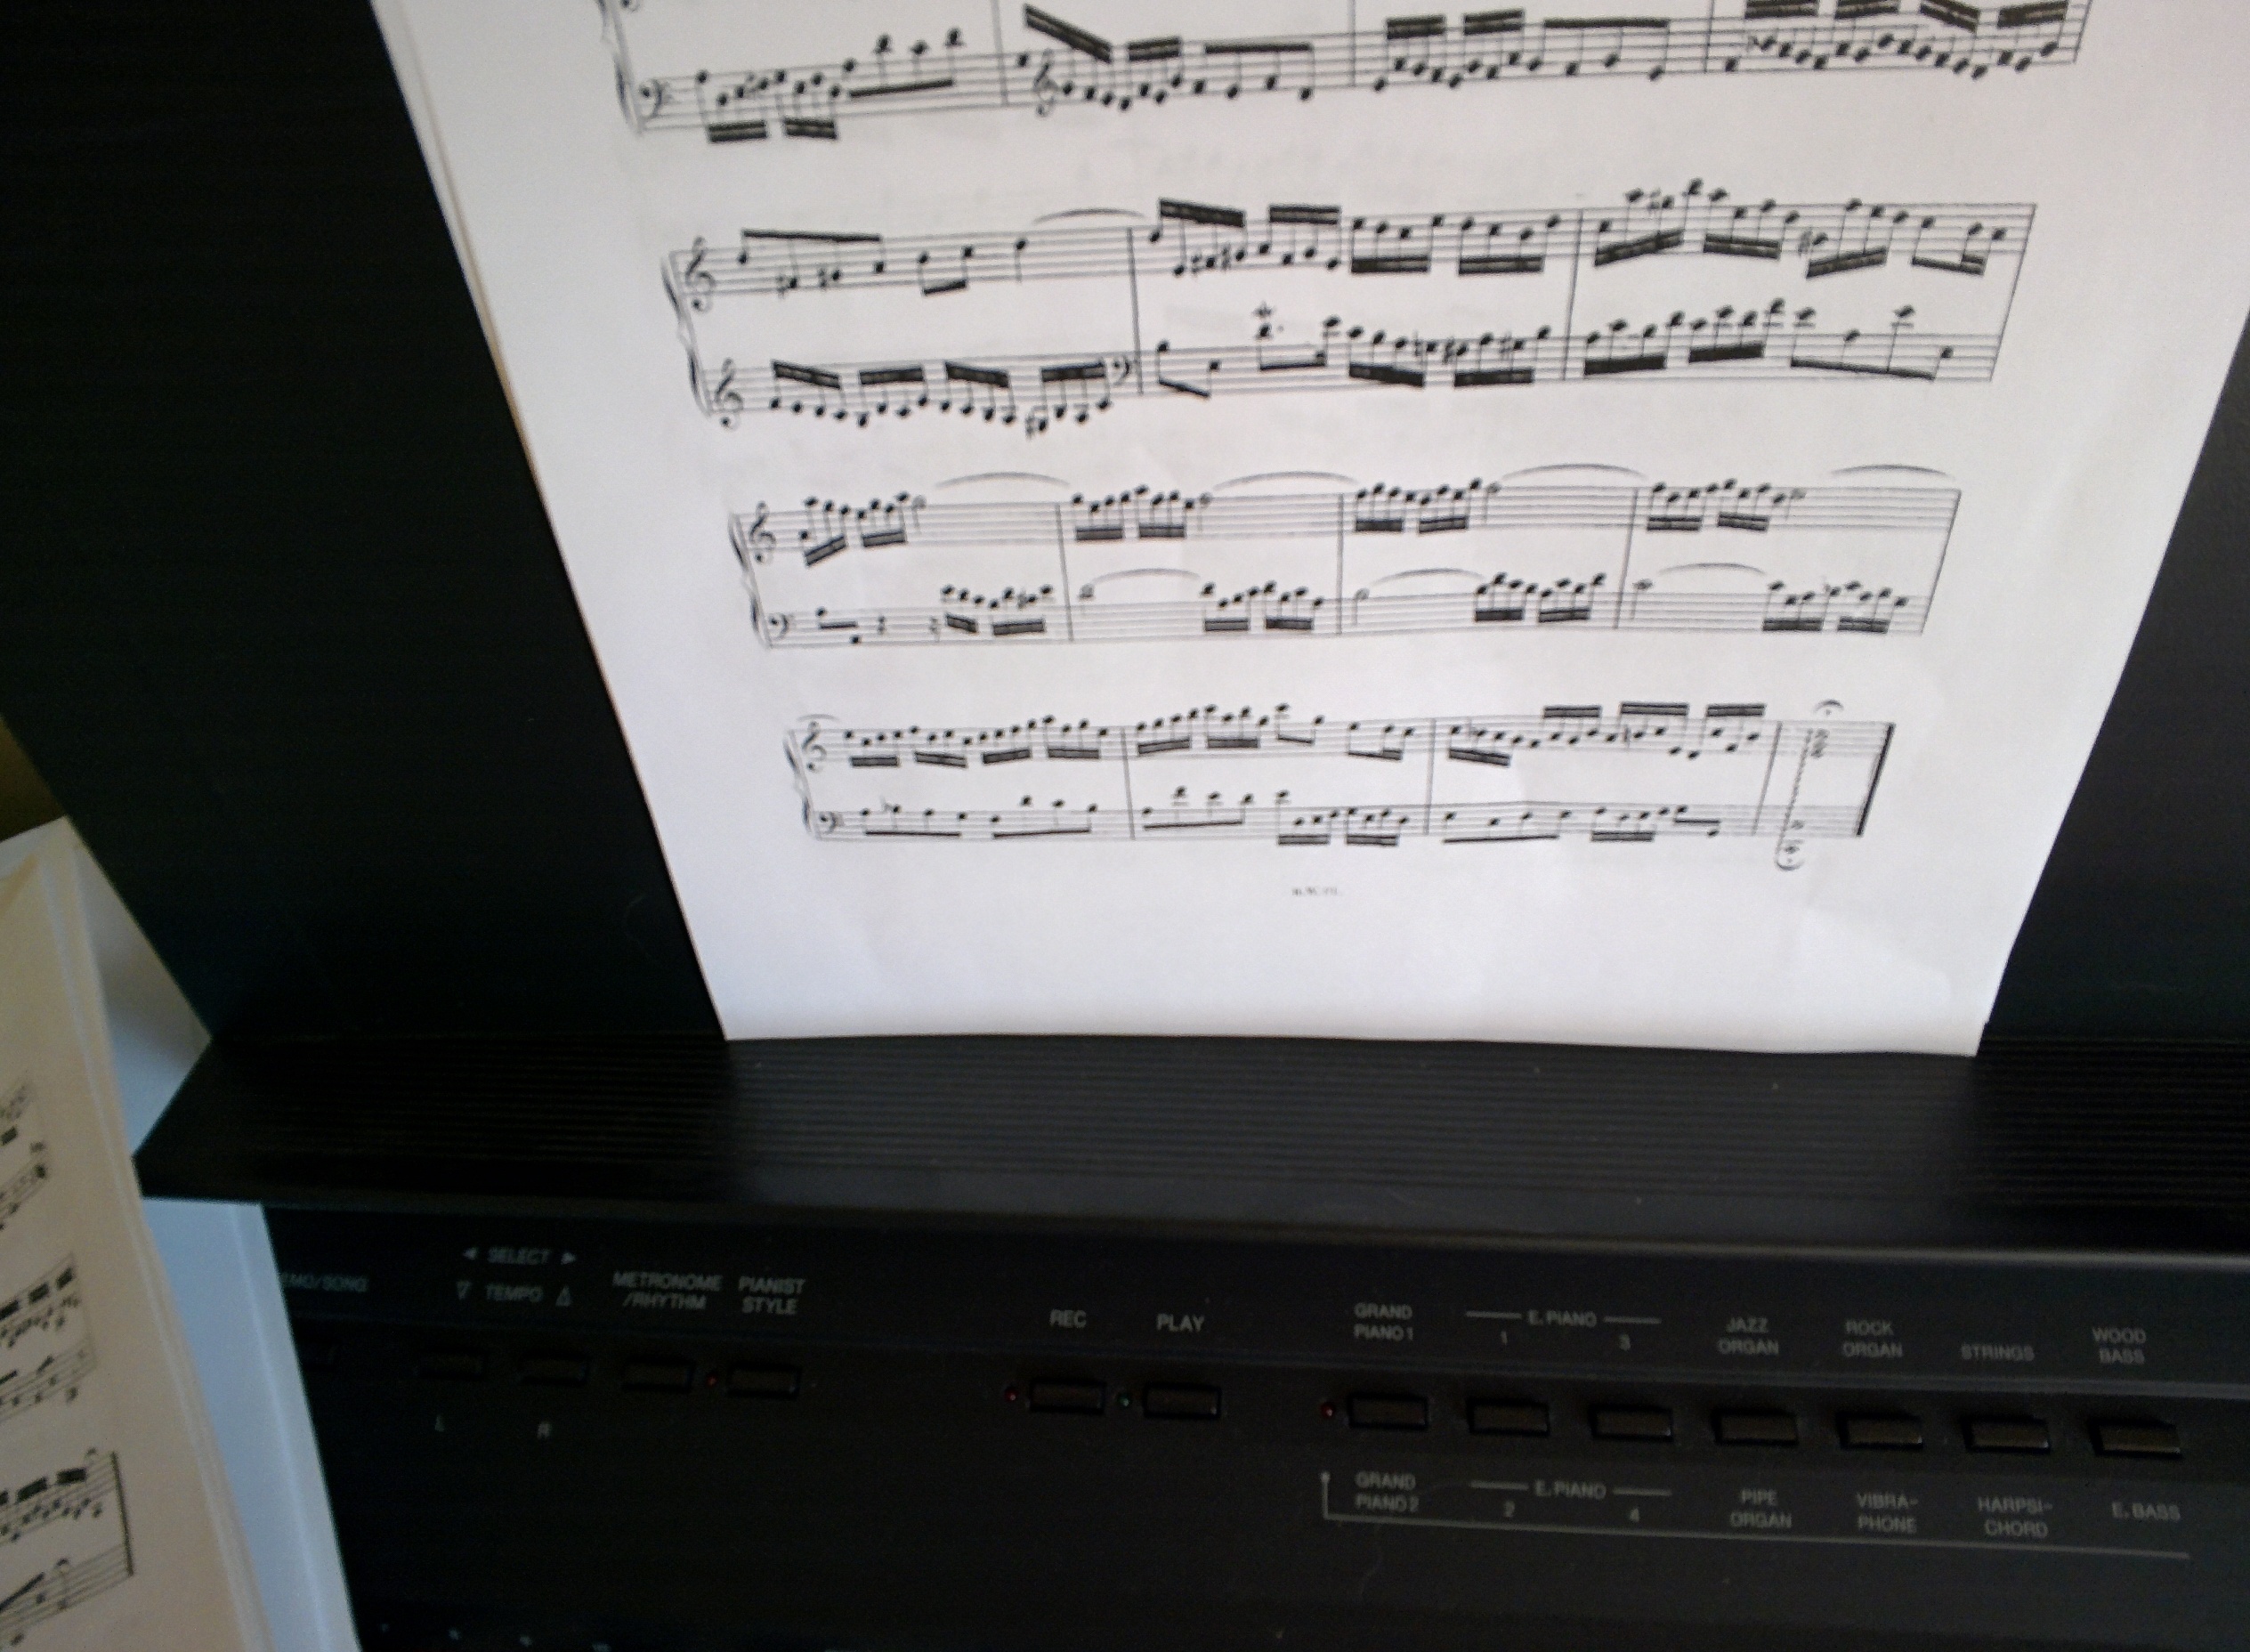 ◄ SELECT ►
▽ TEMPO △
METRONOME
/RHYTHM
PIANIST
STYLE
REC
PLAY
GRAND
PIANO 1
E. PIANO
1 3
JAZZ
ORGAN
ROCK
ORGAN
STRINGS
WOOD
BASS
L R
GRAND
PIANO 2
E. PIANO
2 4
PIPE
ORGAN
VIBRA-
PHONE
HARPSI-
CHORD
E. BASS